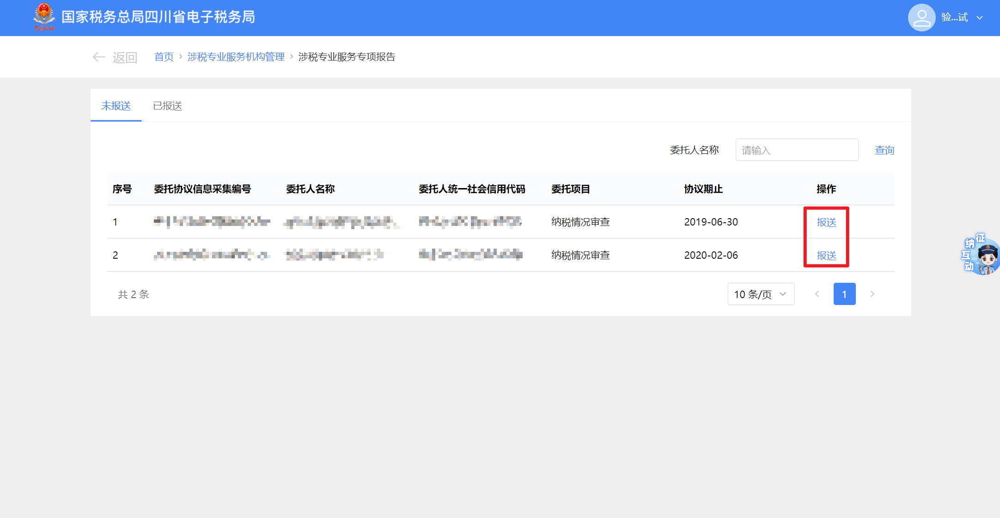 国家税务总局四川省电子税务局
验...试
返回 首页 > 涉税专业服务机构管理 > 涉税专业服务专项报告
未报送 已报送
委托人名称 请输入 查询
序号 委托协议信息采集编号 委托人名称 委托人统一社会信用代码 委托项目 协议期止 操作
1 纳税情况审查 2019-06-30 报送
2 纳税情况审查 2020-02-06 报送
共 2 条 10 条/页 1
征纳互动